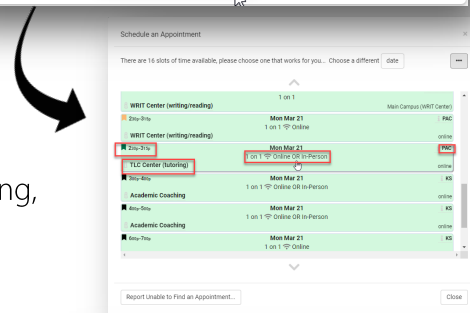 Schedule an Appointment ×
There are 16 slots of time available, please choose one that works for you... Choose a different date ...
1 on 1
WRIT Center (writing/reading) Main Campus (WRIT Center)
Mon Mar 21 PAC
1 on 1 Online
WRIT Center (writing/reading) online
Mon Mar 21 PAC
1 on 1 Online OR In-Person
TLC Center (tutoring) online
Mon Mar 21 KS
1 on 1 Online OR In-Person
Academic Coaching online
Mon Mar 21 KS
1 on 1 Online OR In-Person
Academic Coaching online
Mon Mar 21 KS
1 on 1 Online
ng,
Report Unable to Find an Appointment... Close